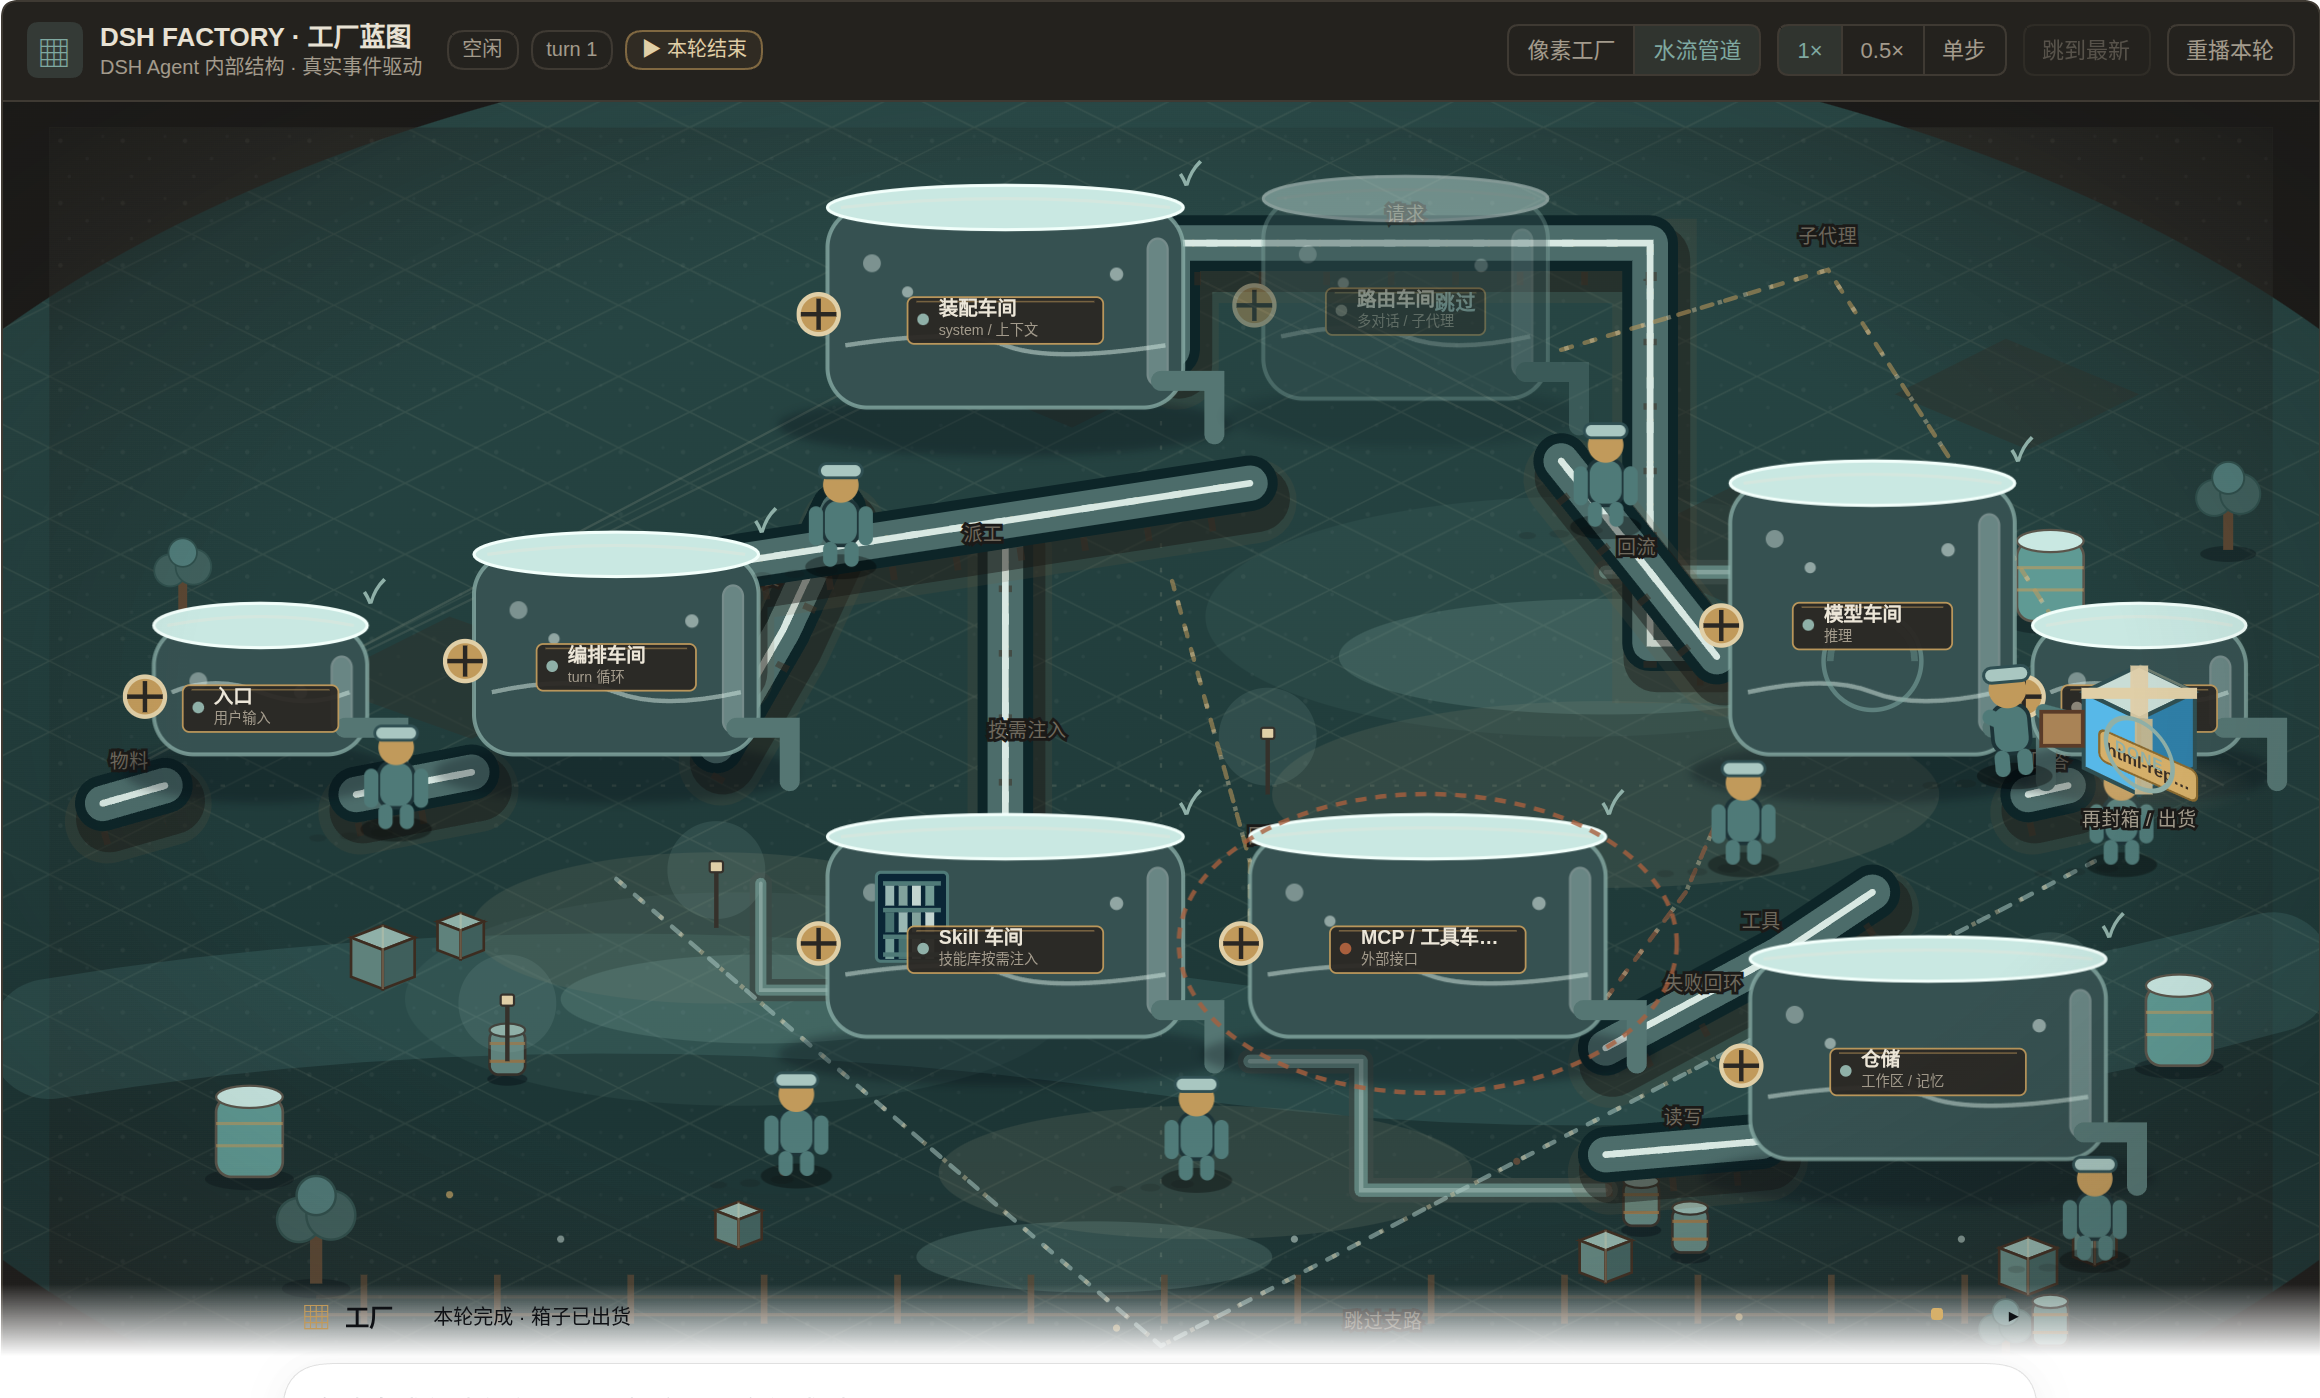 DSH FACTORY · 工厂蓝图
DSH Agent 内部结构 · 真实事件驱动
空闲
turn 1
▶ 本轮结束
像素工厂
水流管道
1×
0.5×
单步
跳到最新
重播本轮
请求
子代理
装配车间
system / 上下文
路由车间跳过
多对话 / 子代理
派工
回流
模型车间
推理
编排车间
turn 循环
入口
用户输入
物料
按需注入
html-rep...
再封箱 / 出货
工具
Skill 车间
技能库按需注入
MCP / 工具车…
外部接口
失败回环
仓储
工作区 / 记忆
读写
工厂
本轮完成 · 箱子已出货
跳过支路